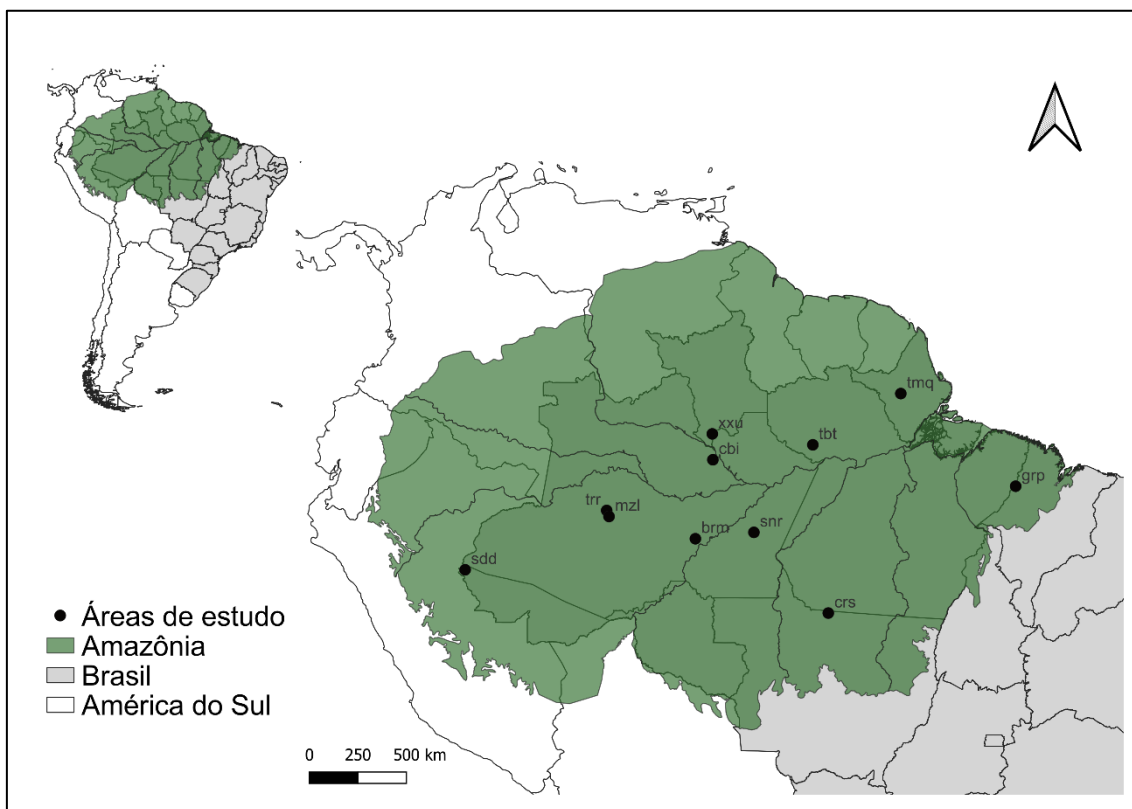 tmq
xxu
tbt
cbi
grp
trr
mzl
snr
brm
sdd
crs
Áreas de estudo
Amazônia
Brasil
América do Sul
0 250 500 km